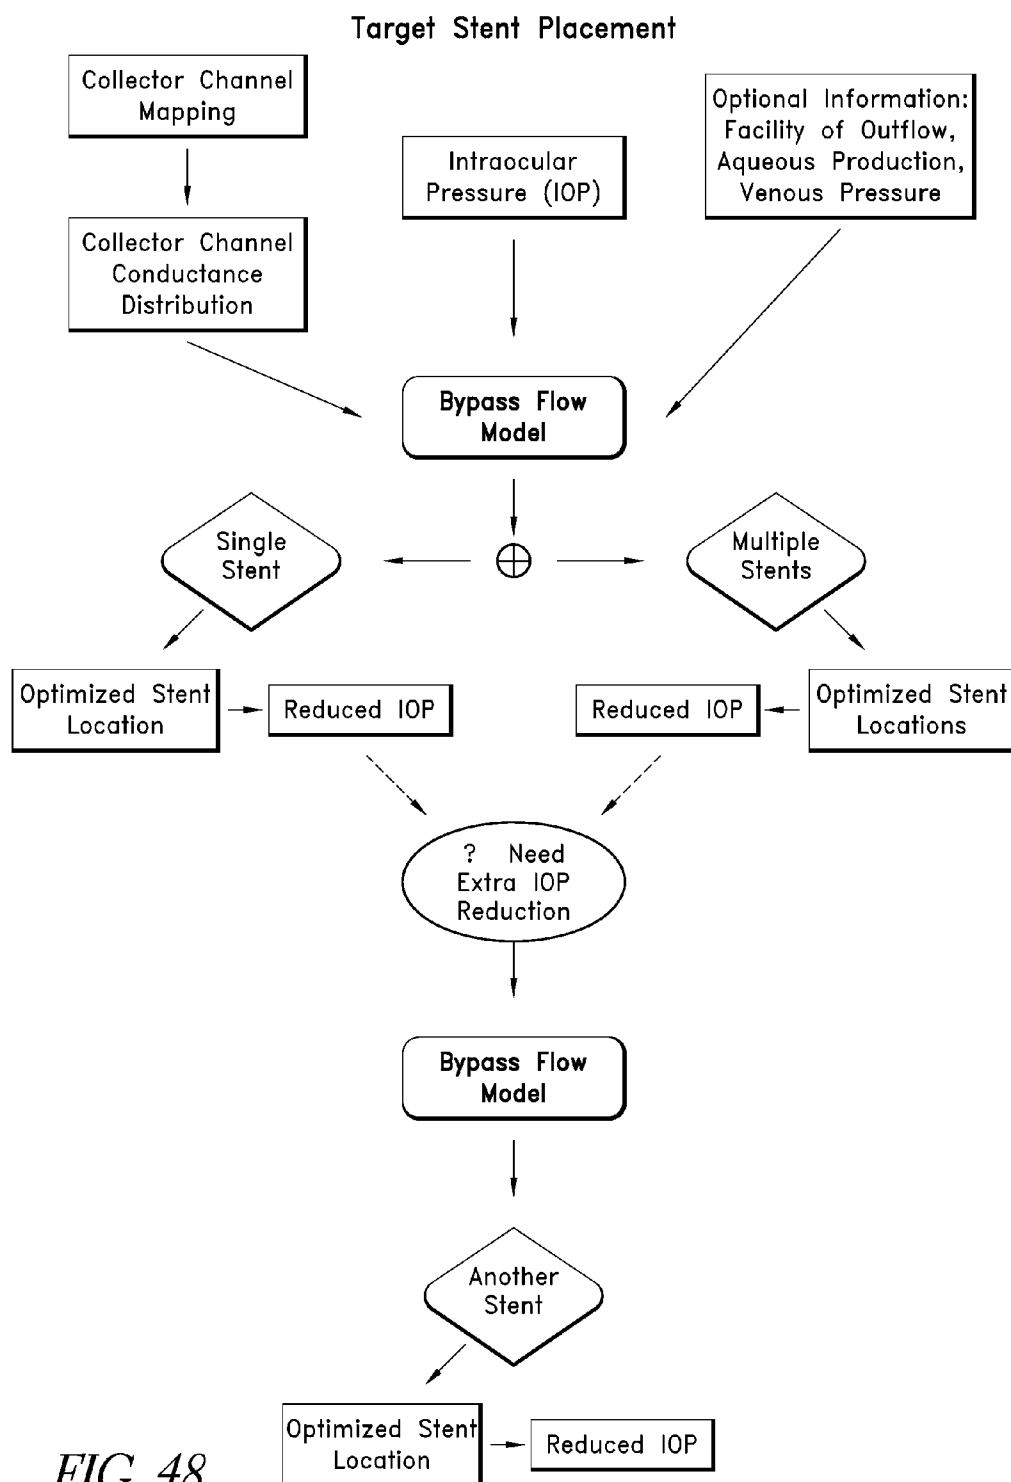 Target Stent Placement
Collector Channel
Mapping
Intraocular
Pressure (IOP)
Optional Information:
Facility of Outflow,
Aqueous Production,
Venous Pressure
Collector Channel
Conductance
Distribution
Bypass Flow
Model
Single
Stent
Multiple
Stents
Optimized Stent
Location
Reduced IOP
Reduced IOP
Optimized Stent
Locations
? Need
Extra IOP
Reduction
Bypass Flow
Model
Another
Stent
Optimized Stent
Location
Reduced IOP
FIG. 48